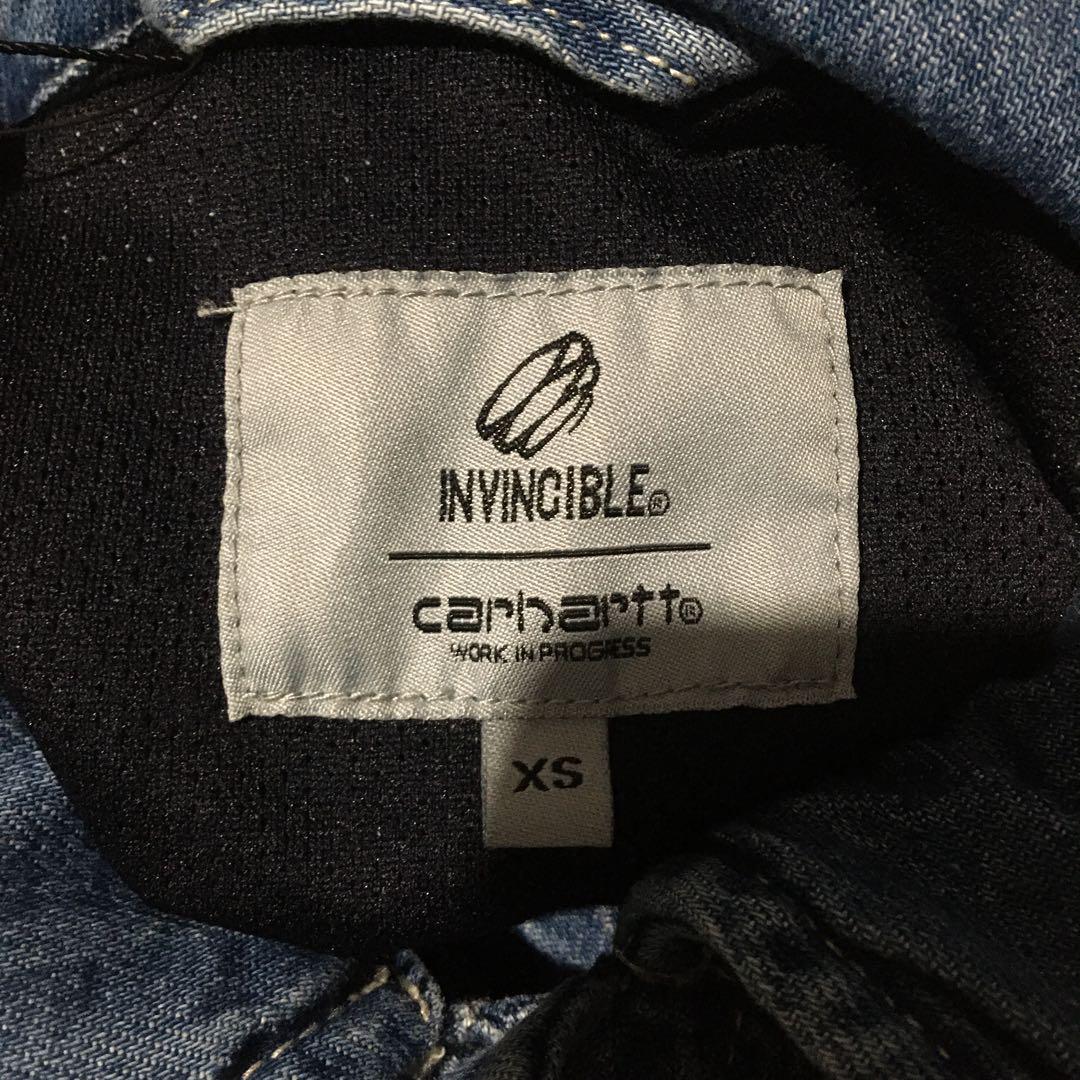 INVINCIBLE®
carhartt®
WORK IN PROGRESS
XS